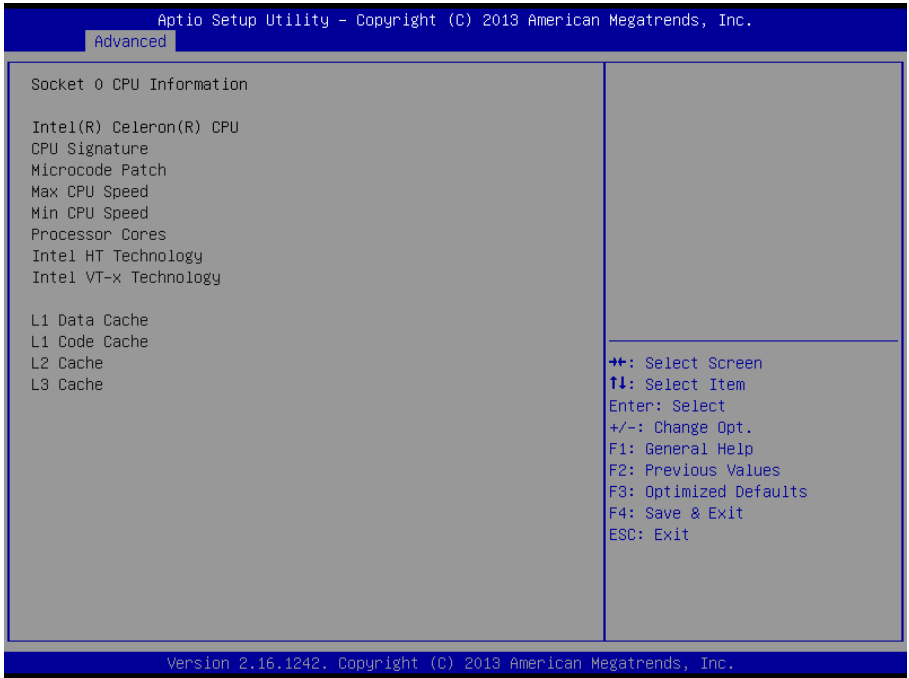 Aptio Setup Utility – Copyright (C) 2013 American Megatrends, Inc.
Advanced
Socket 0 CPU Information
Intel(R) Celeron(R) CPU
CPU Signature
Microcode Patch
Max CPU Speed
Min CPU Speed
Processor Cores
Intel HT Technology
Intel VT-x Technology
L1 Data Cache
L1 Code Cache
L2 Cache
L3 Cache
→←: Select Screen
↑↓: Select Item
Enter: Select
+/-: Change Opt.
F1: General Help
F2: Previous Values
F3: Optimized Defaults
F4: Save & Exit
ESC: Exit
Version 2.16.1242. Copyright (C) 2013 American Megatrends, Inc.